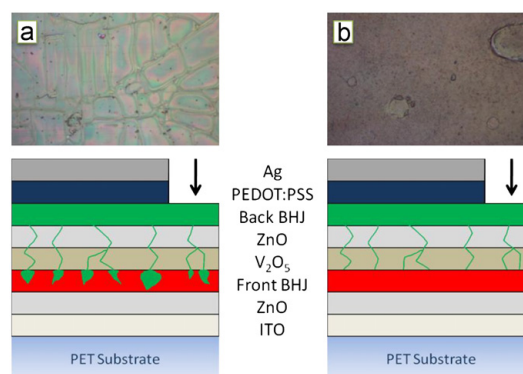 a
b
Ag
PEDOT:PSS
Back BHJ
ZnO
V₂O₅
Front BHJ
ZnO
ITO
PET Substrate
PET Substrate